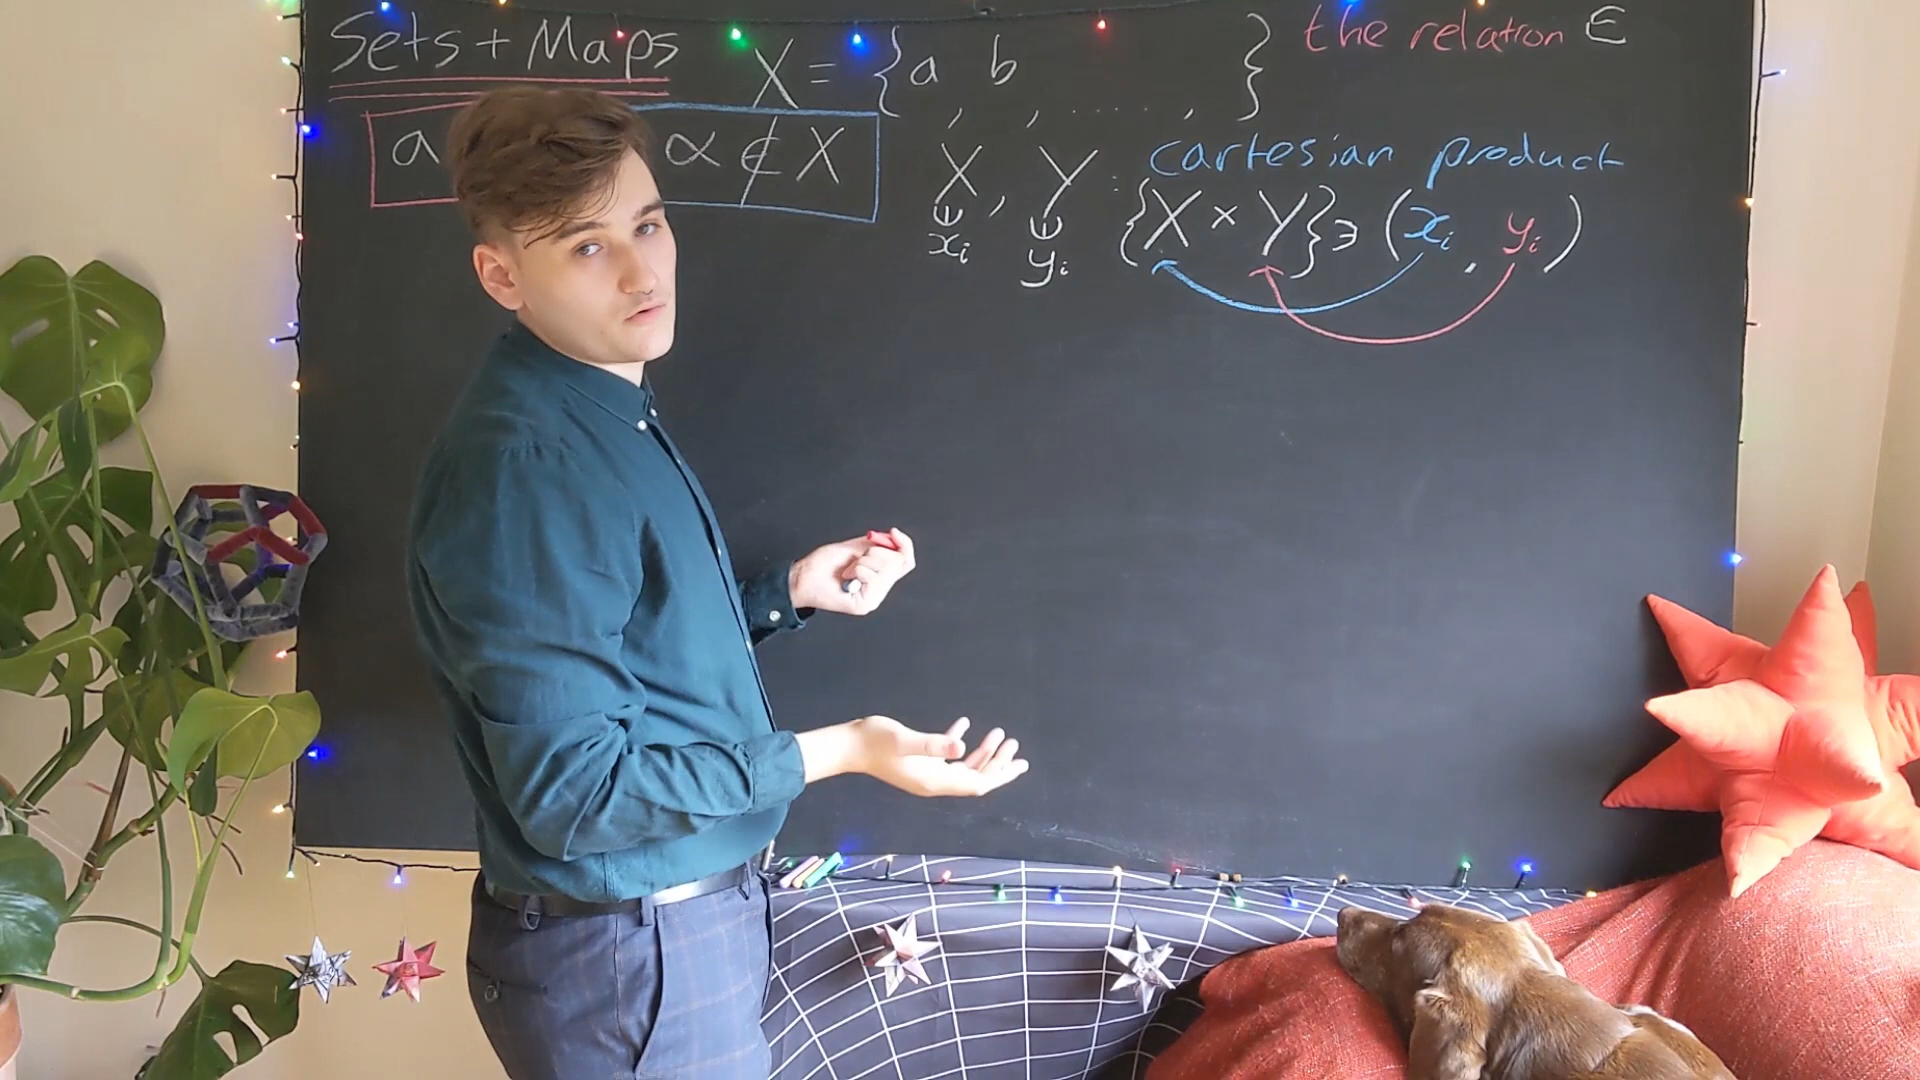 Sets + Maps
X = { a , b , ..... , }
the relation ∈
a
α ∉ X
X , Y :
cartesian product
{X × Y} ∋ (xᵢ , yᵢ)
ψ ψ
xᵢ yᵢ